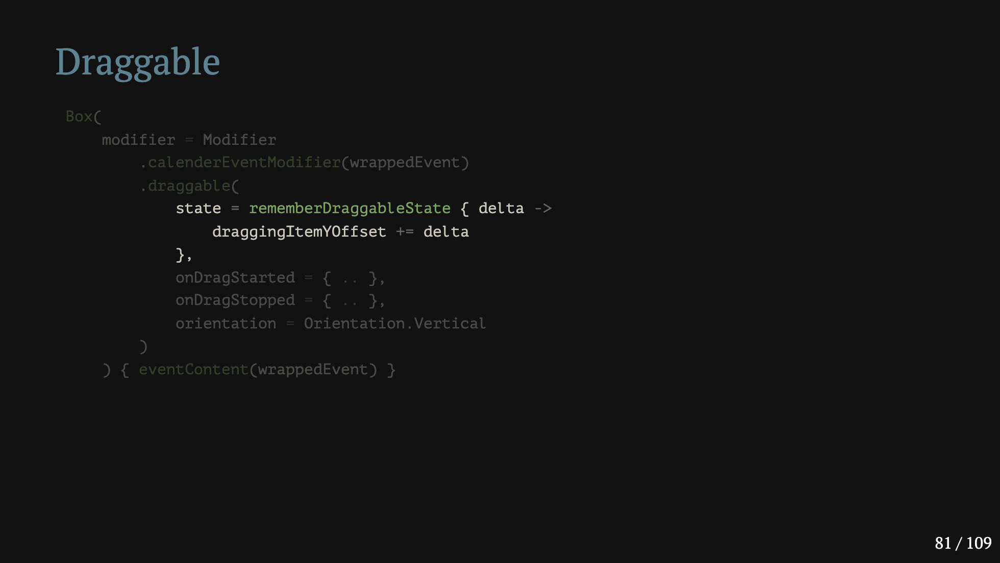 Draggable
Box(
    modifier = Modifier
        .calenderEventModifier(wrappedEvent)
        .draggable(
            state = rememberDraggableState { delta ->
                draggingItemYOffset += delta
            },
            onDragStarted = { .. },
            onDragStopped = { .. },
            orientation = Orientation.Vertical
        )
    ) { eventContent(wrappedEvent) }
81 / 109